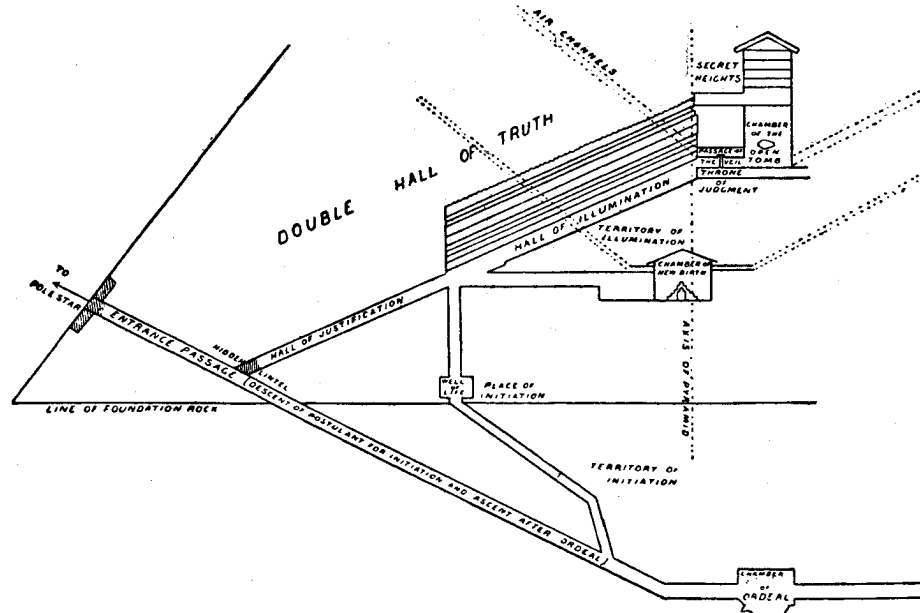 AIR CHANNELS
SECRET
HEIGHTS
DOUBLE HALL OF TRUTH
CHAMBER
OF THE
OPEN
TOMB
PASSAGE OF
THE VEIL
THRONE
OF
JUDGMENT
HALL OF ILLUMINATION
TERRITORY OF
ILLUMINATION
CHAMBER OF
NEW BIRTH
TO
POLESTAR
ENTRANCE PASSAGE (DESCENT OF POSTULANT FOR INITIATION AND ASCENT AFTER ORDEAL)
HALL OF JUSTIFICATION
HIDDEN LINTEL
AXIS OF PYRAMID
WELL
OF
LIFE
PLACE OF
INITIATION
LINE OF FOUNDATION ROCK
TERRITORY OF
INITIATION
CHAMBER
OF
ORDEAL